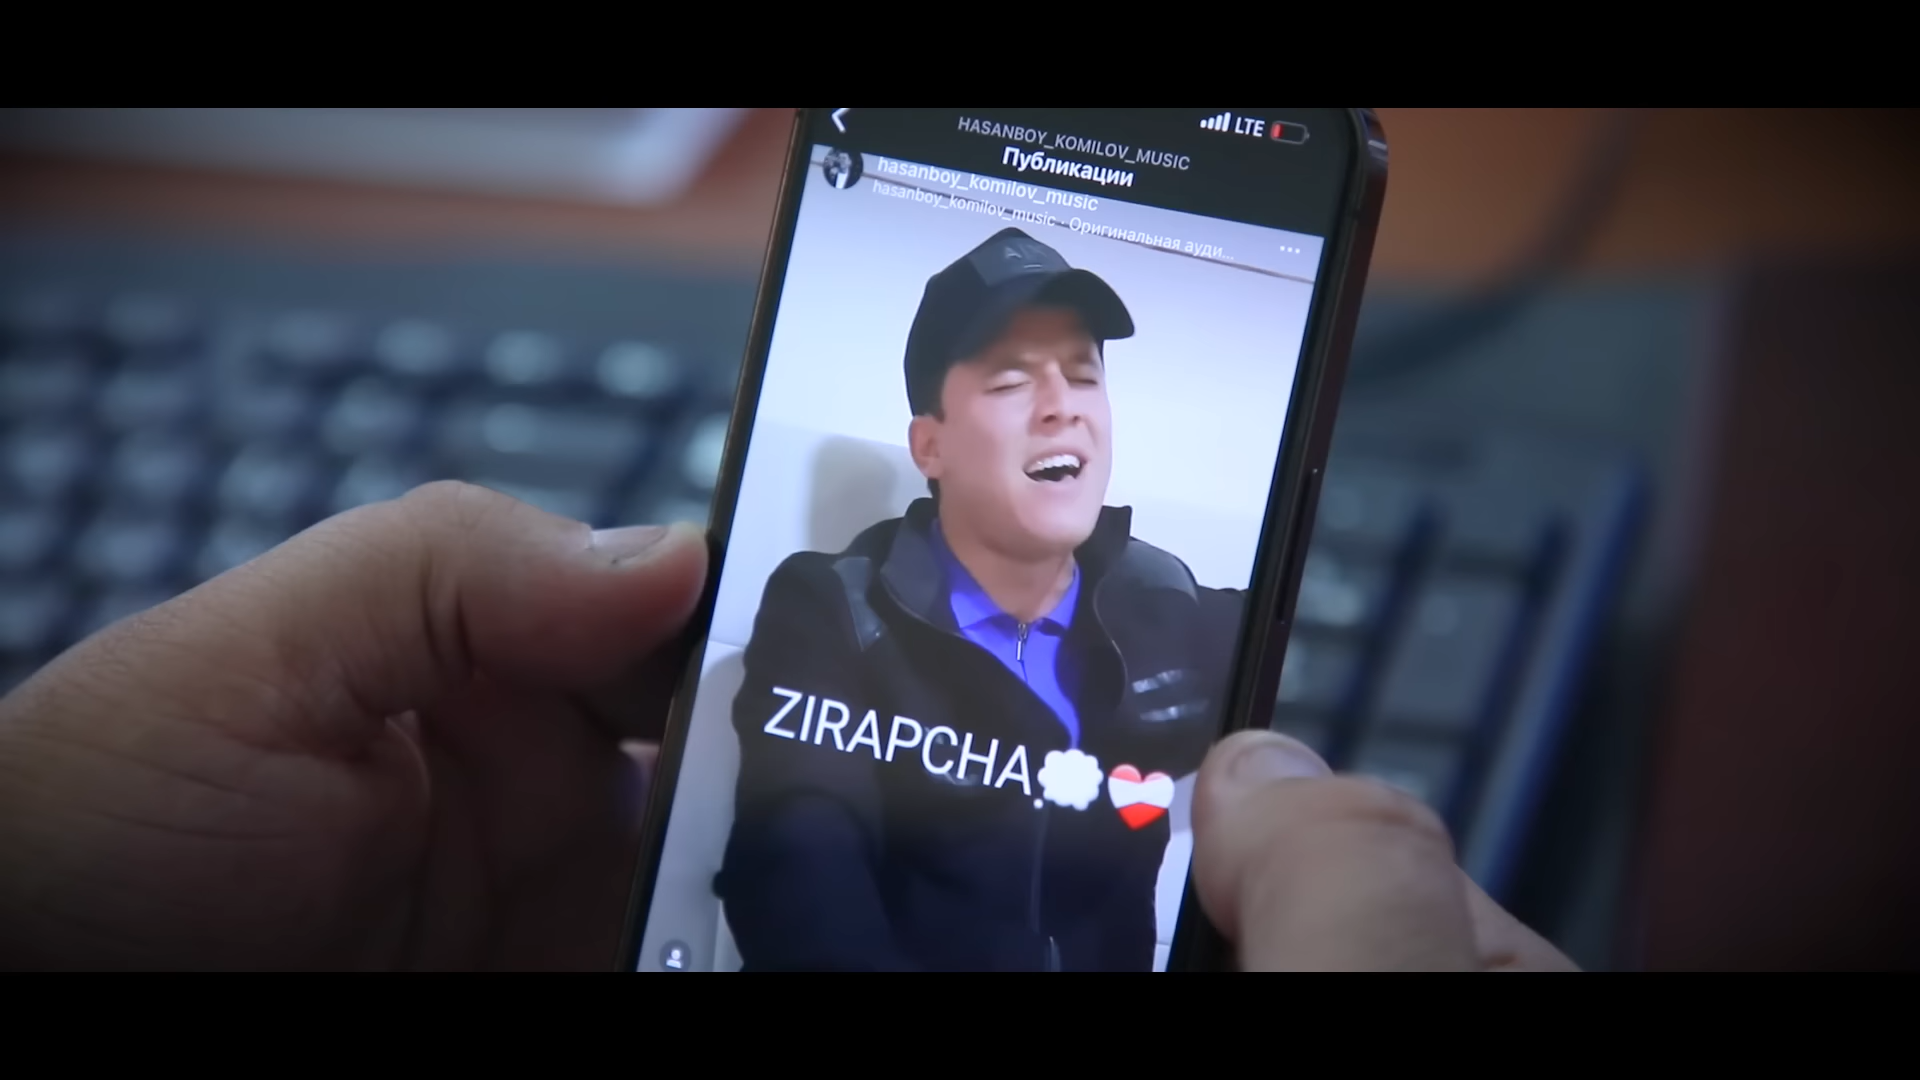 LTE
HASANBOY_KOMILOV_MUSIC
Публикации
hasanboy_komilov_music
hasanboy_komilov_music · Оригинальная ауди...
ZIRAPCHA